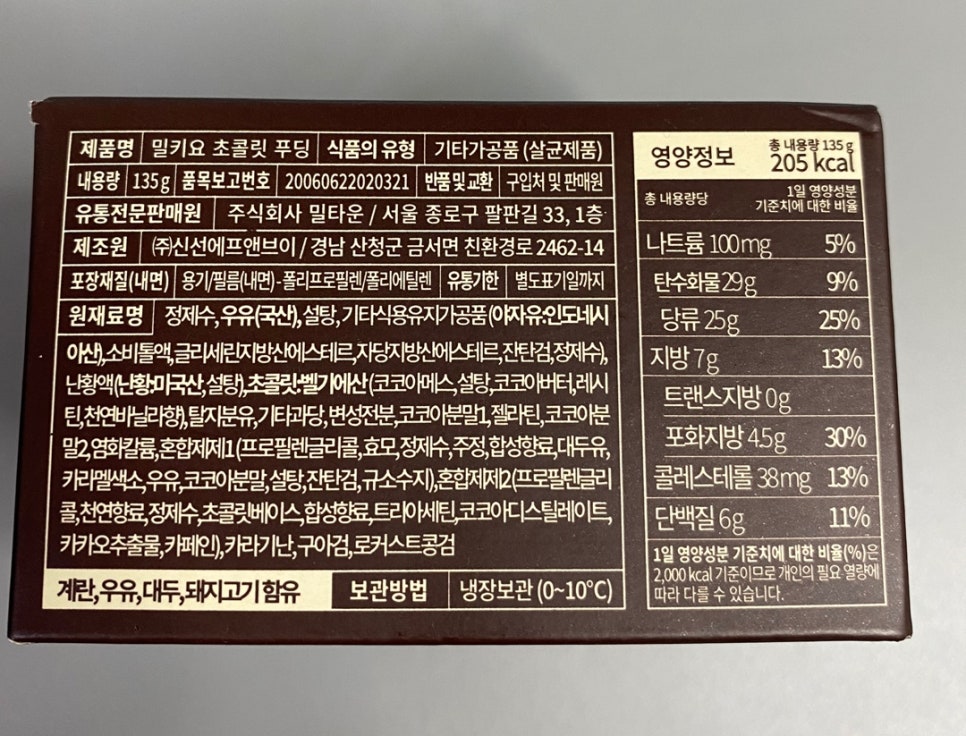 제품명 밀키요 초콜릿 푸딩 식품의 유형 기타가공품 (살균제품)
내용량 135g 품목보고번호 20060622020321 반품 및 교환 구입처 및 판매원
유통전문판매원 주식회사 밀타운 / 서울 종로구 팔판길 33, 1층
제조원 ㈜신선에프앤브이 / 경남 산청군 금서면 친환경로 2462-14
포장재질(내면) 용기/필름(내면)-폴리프로필렌/폴리에틸렌 유통기한 별도표기일까지
원재료명 정제수, 우유(국산), 설탕, 기타식용유지가공품(야자유:인도네시
아산),소비톨액,글리세린지방산에스테르,자당지방산에스테르,잔탄검,정제수),
난황액(난황:미국산,설탕),초콜릿:벨기에산(코코아메스,설탕,코코아버터,레시
틴,천연바닐라향),탈지분유,기타과당, 변성전분,코코아분말1,젤라틴,코코아분
말2,염화칼륨,혼합제제1(프로필렌글리콜,효모,정제수,주정,합성향료,대두유,
카라멜색소,우유,코코아분말,설탕,잔탄검,규소수지),혼합제제2(프로필렌글리
콜,천연향료,정제수,초콜릿베이스,합성향료,트리아세틴,코코아디스틸레이트,
카카오추출물,카페인),카라기난,구아검,로커스트콩검
계란,우유,대두,돼지고기 함유 보관방법 냉장보관 (0~10℃)
영양정보 총 내용량 135 g
205 kcal
총 내용량당 1일 영양성분
기준치에 대한 비율
나트륨 100mg 5%
탄수화물 29g 9%
당류 25g 25%
지방 7g 13%
트랜스지방 0g
포화지방 4.5g 30%
콜레스테롤 38mg 13%
단백질 6g 11%
1일 영양성분 기준치에 대한 비율(%)은
2,000 kcal 기준이므로 개인의 필요 열량에
따라 다를 수 있습니다.